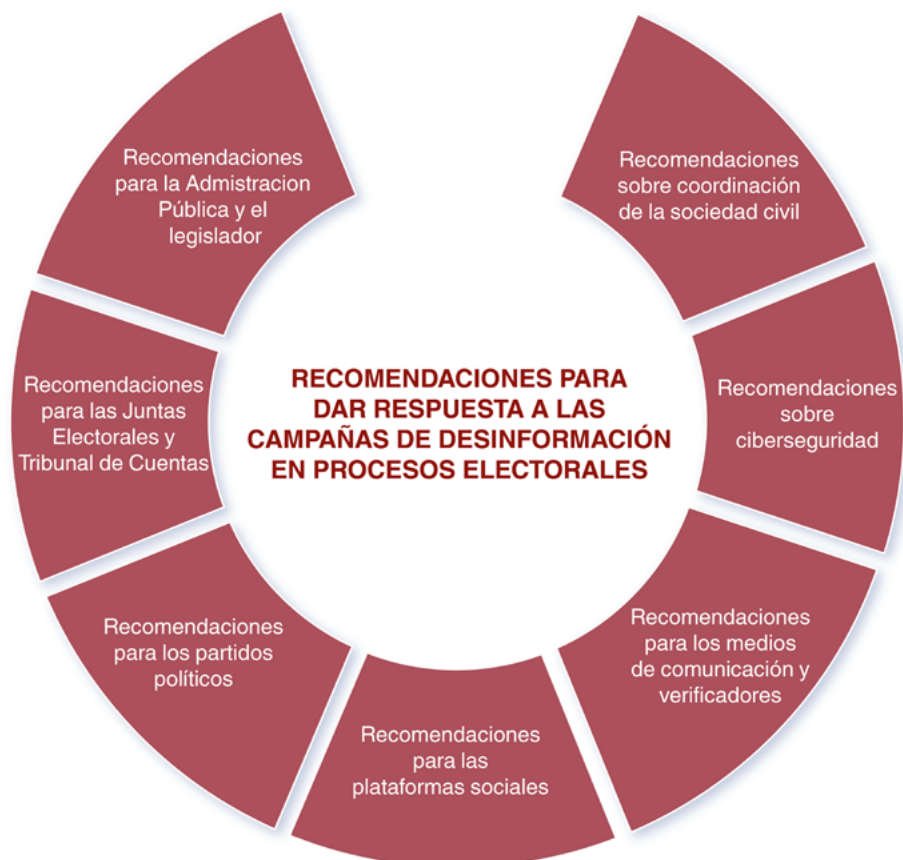 Recomendaciones
para la Admistracion
Pública y el
legislador
Recomendaciones
sobre coordinación
de la sociedad civil
Recomendaciones
para las Juntas
Electorales y
Tribunal de Cuentas
RECOMENDACIONES PARA
DAR RESPUESTA A LAS
CAMPAÑAS DE DESINFORMACIÓN
EN PROCESOS ELECTORALES
Recomendaciones
sobre
ciberseguridad
Recomendaciones
para los partidos
políticos
Recomendaciones
para los medios
de comunicación y
verificadores
Recomendaciones
para las
plataformas sociales